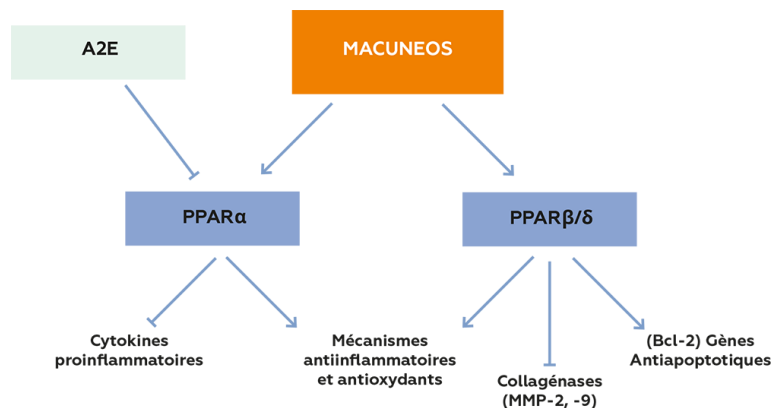 A2E
MACUNEOS
PPARα
PPARβ/δ
Cytokines
proinflammatoires
Mécanismes
antiinflammatoires
et antioxydants
Collagénases
(MMP-2, -9)
(Bcl-2) Gènes
Antiapoptotiques